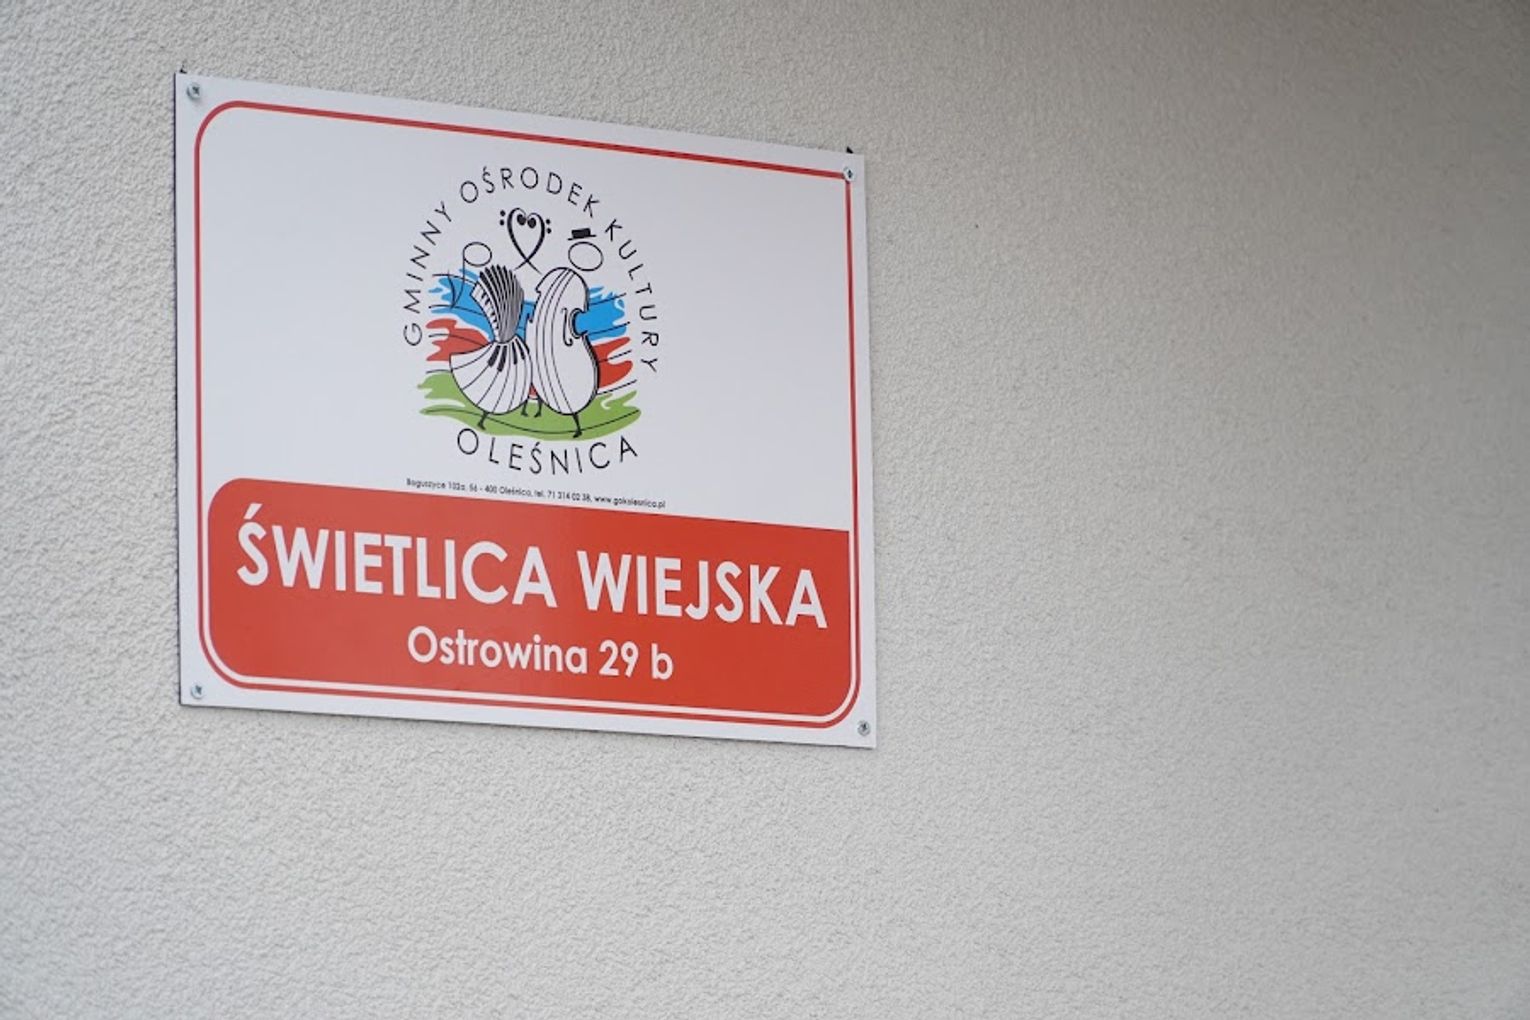 GMINNY OŚRODEK KULTURY
OLEŚNICA
Boguszyce 102a, 56 - 400 Oleśnica, tel. 71 314 02 38, www.gokolesnica.pl
ŚWIETLICA WIEJSKA
Ostrowina 29 b